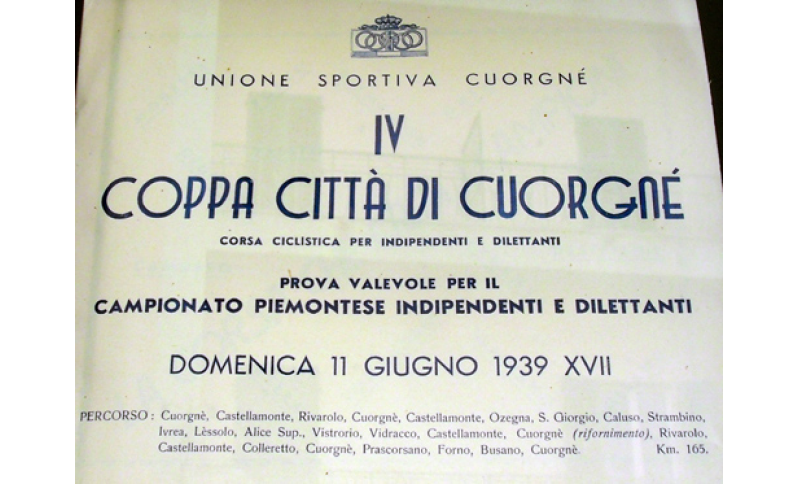 UNIONE SPORTIVA CUORGNÉ
IV
COPPA CITTÀ DI CUORGNÉ
CORSA CICLISTICA PER INDIPENDENTI E DILETTANTI
PROVA VALEVOLE PER IL
CAMPIONATO PIEMONTESE INDIPENDENTI E DILETTANTI
DOMENICA 11 GIUGNO 1939 XVII
PERCORSO : Cuorgnè, Castellamonte, Rivarolo, Cuorgnè, Castellamonte, Ozegna, S. Giorgio, Caluso, Strambino,
Ivrea, Lèssolo, Alice Sup., Vistrorio, Vidracco, Castellamonte, Cuorgnè (rifornimento), Rivarolo,
Castellamonte, Colleretto, Cuorgnè, Prascorsano, Forno, Busano, Cuorgnè. Km. 165.